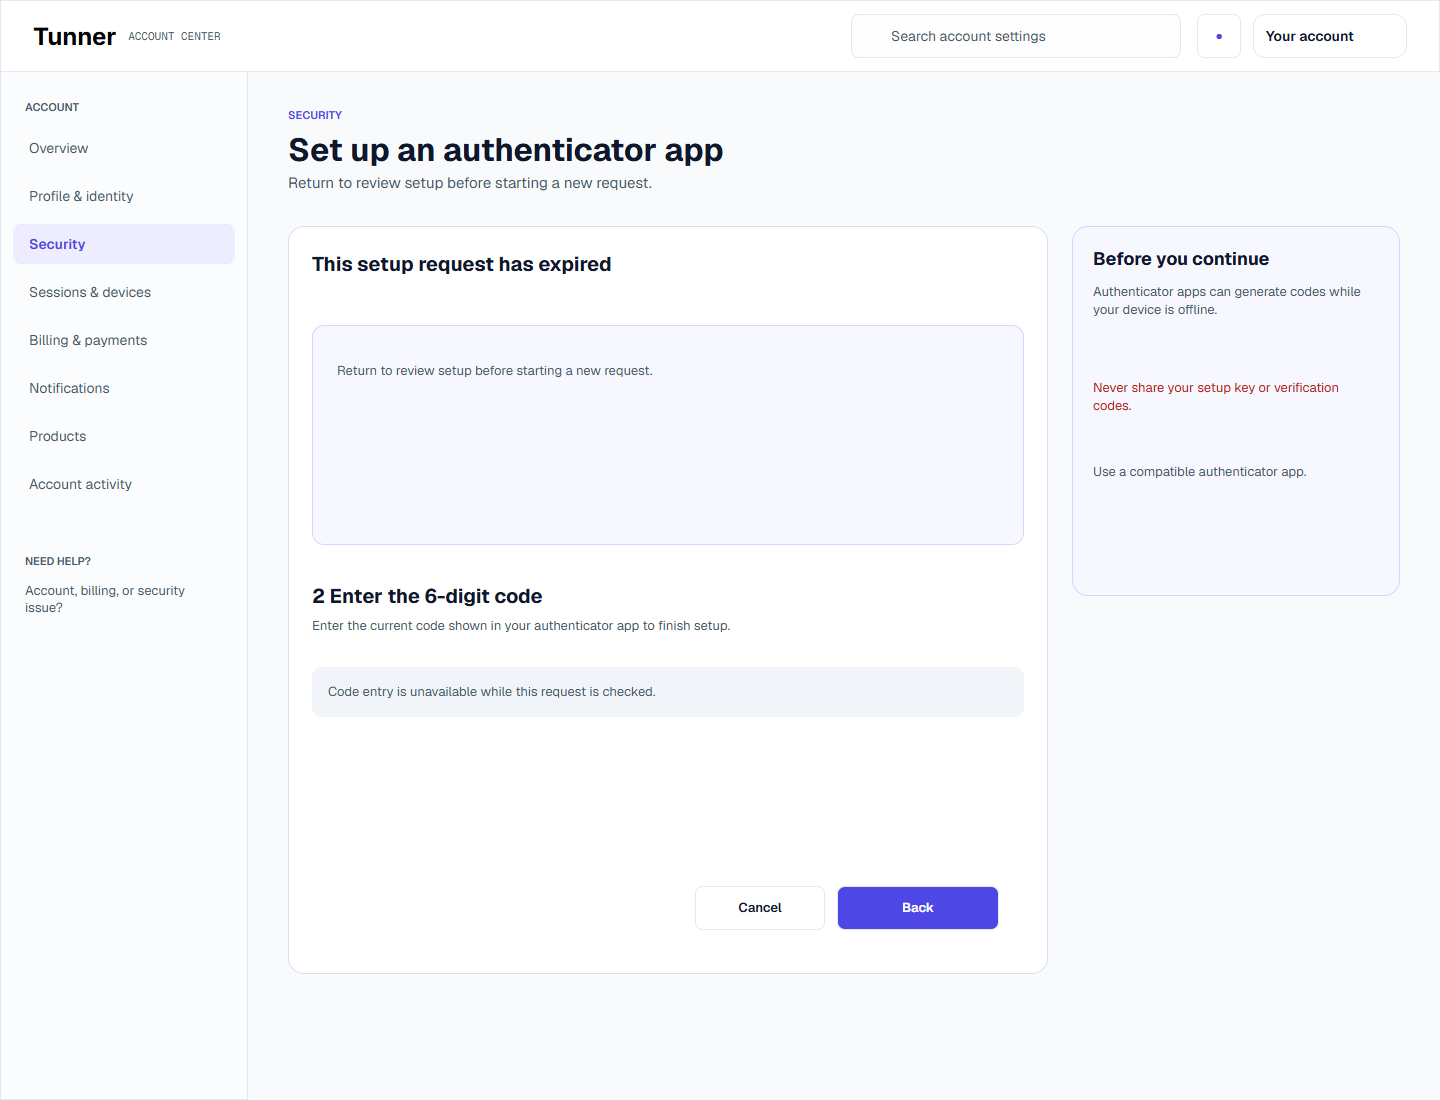 Tunner ACCOUNT CENTER
Search account settings
Your account
ACCOUNT
Overview
Profile & identity
Security
Sessions & devices
Billing & payments
Notifications
Products
Account activity
NEED HELP?
Account, billing, or security
issue?
SECURITY
Set up an authenticator app
Return to review setup before starting a new request.
This setup request has expired
Return to review setup before starting a new request.
2 Enter the 6-digit code
Enter the current code shown in your authenticator app to finish setup.
Code entry is unavailable while this request is checked.
Cancel
Back
Before you continue
Authenticator apps can generate codes while
your device is offline.
Never share your setup key or verification
codes.
Use a compatible authenticator app.